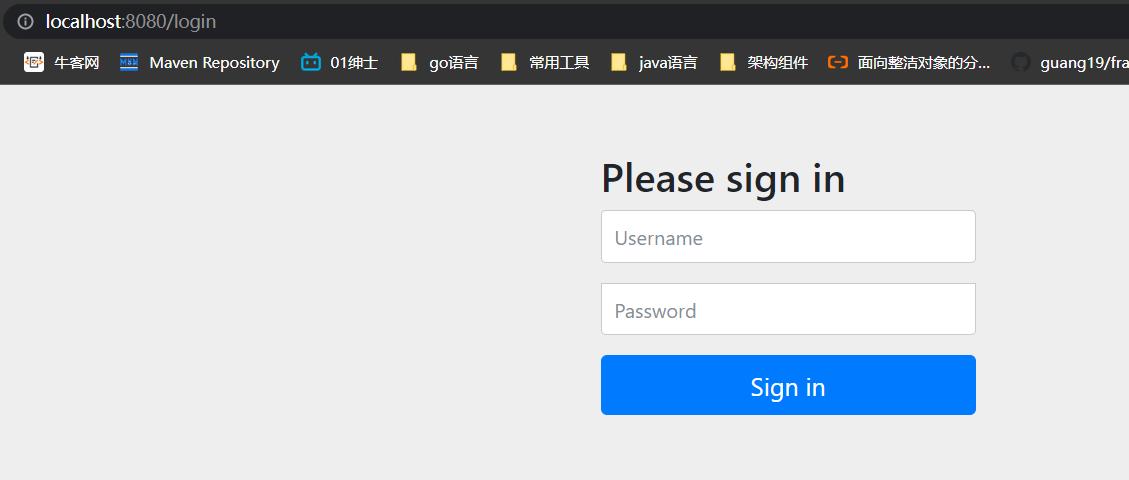 localhost:8080/login
牛客网 Maven Repository 01绅士 go语言 常用工具 java语言 架构组件 面向整洁对象的分... guang19/fra
Please sign in
Username
Password
Sign in